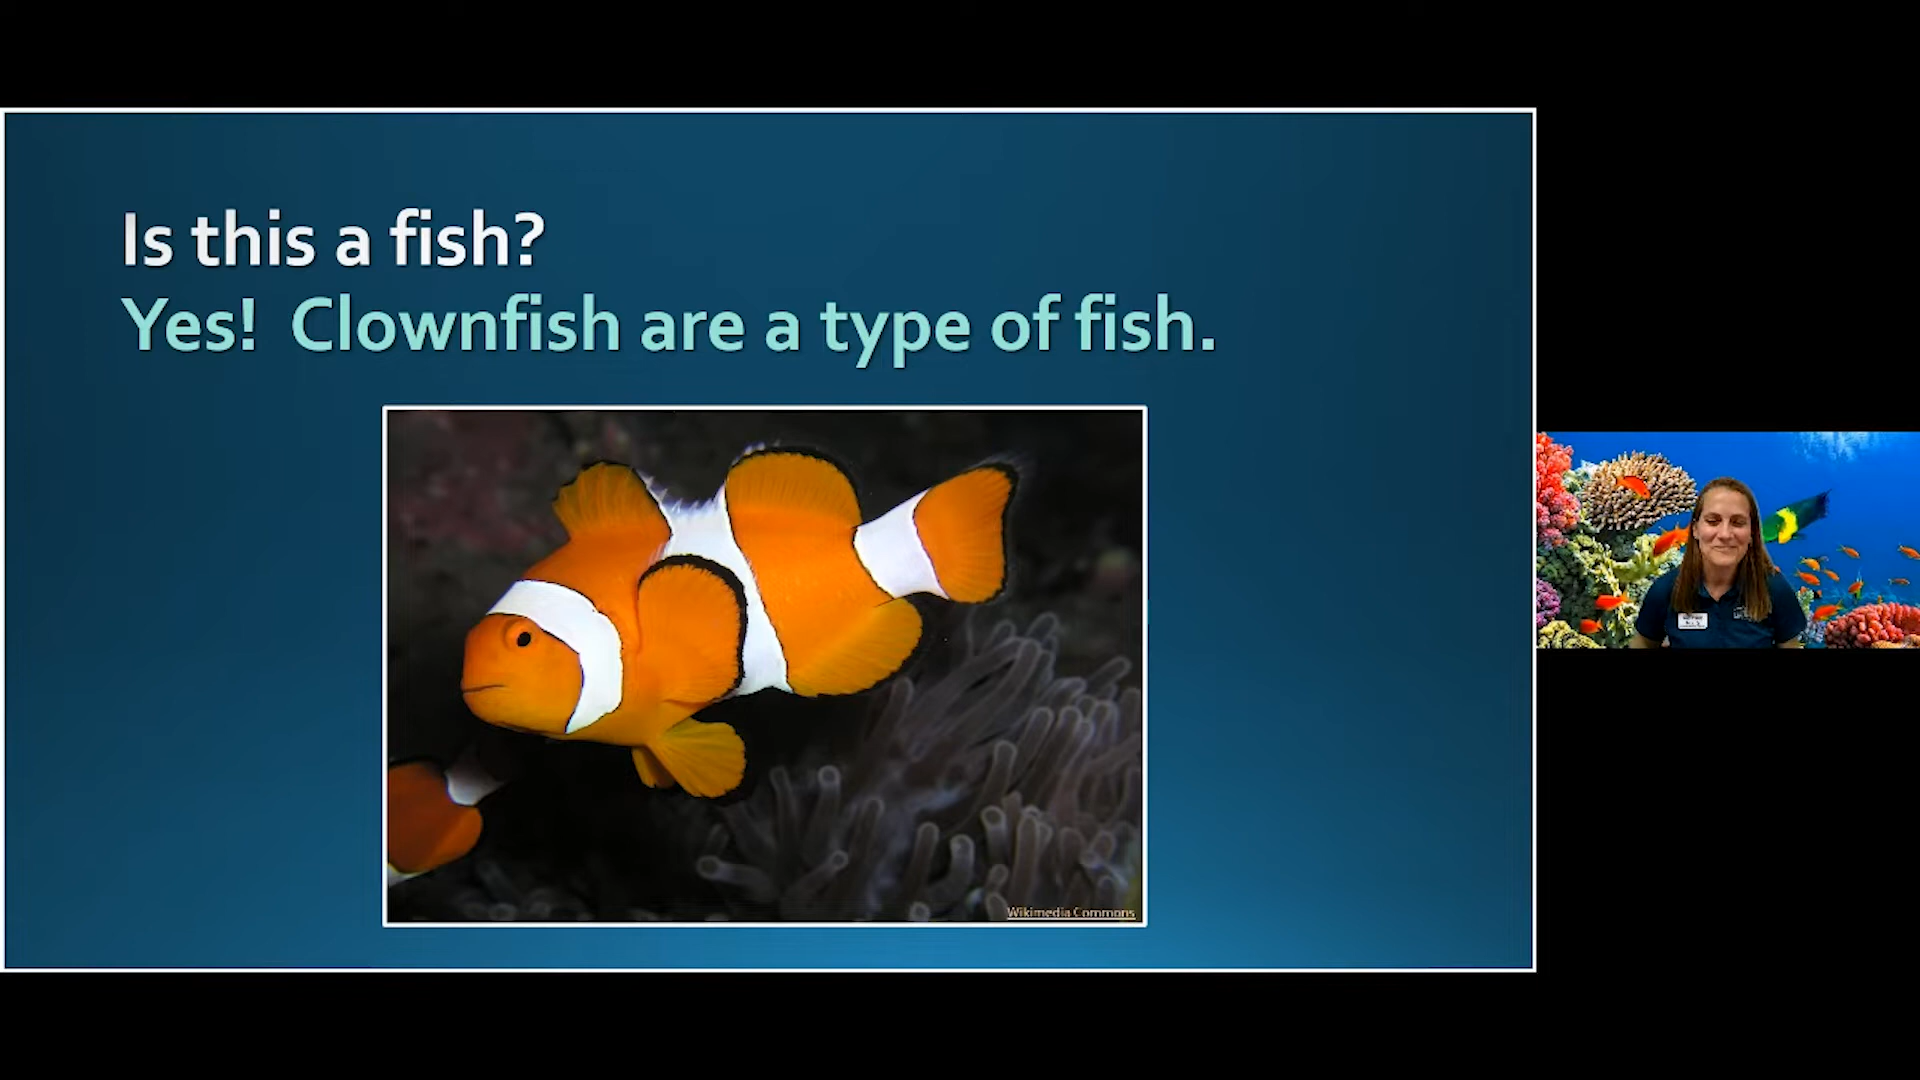 Is this a fish?
Yes! Clownfish are a type of fish.
Wikimedia Commons